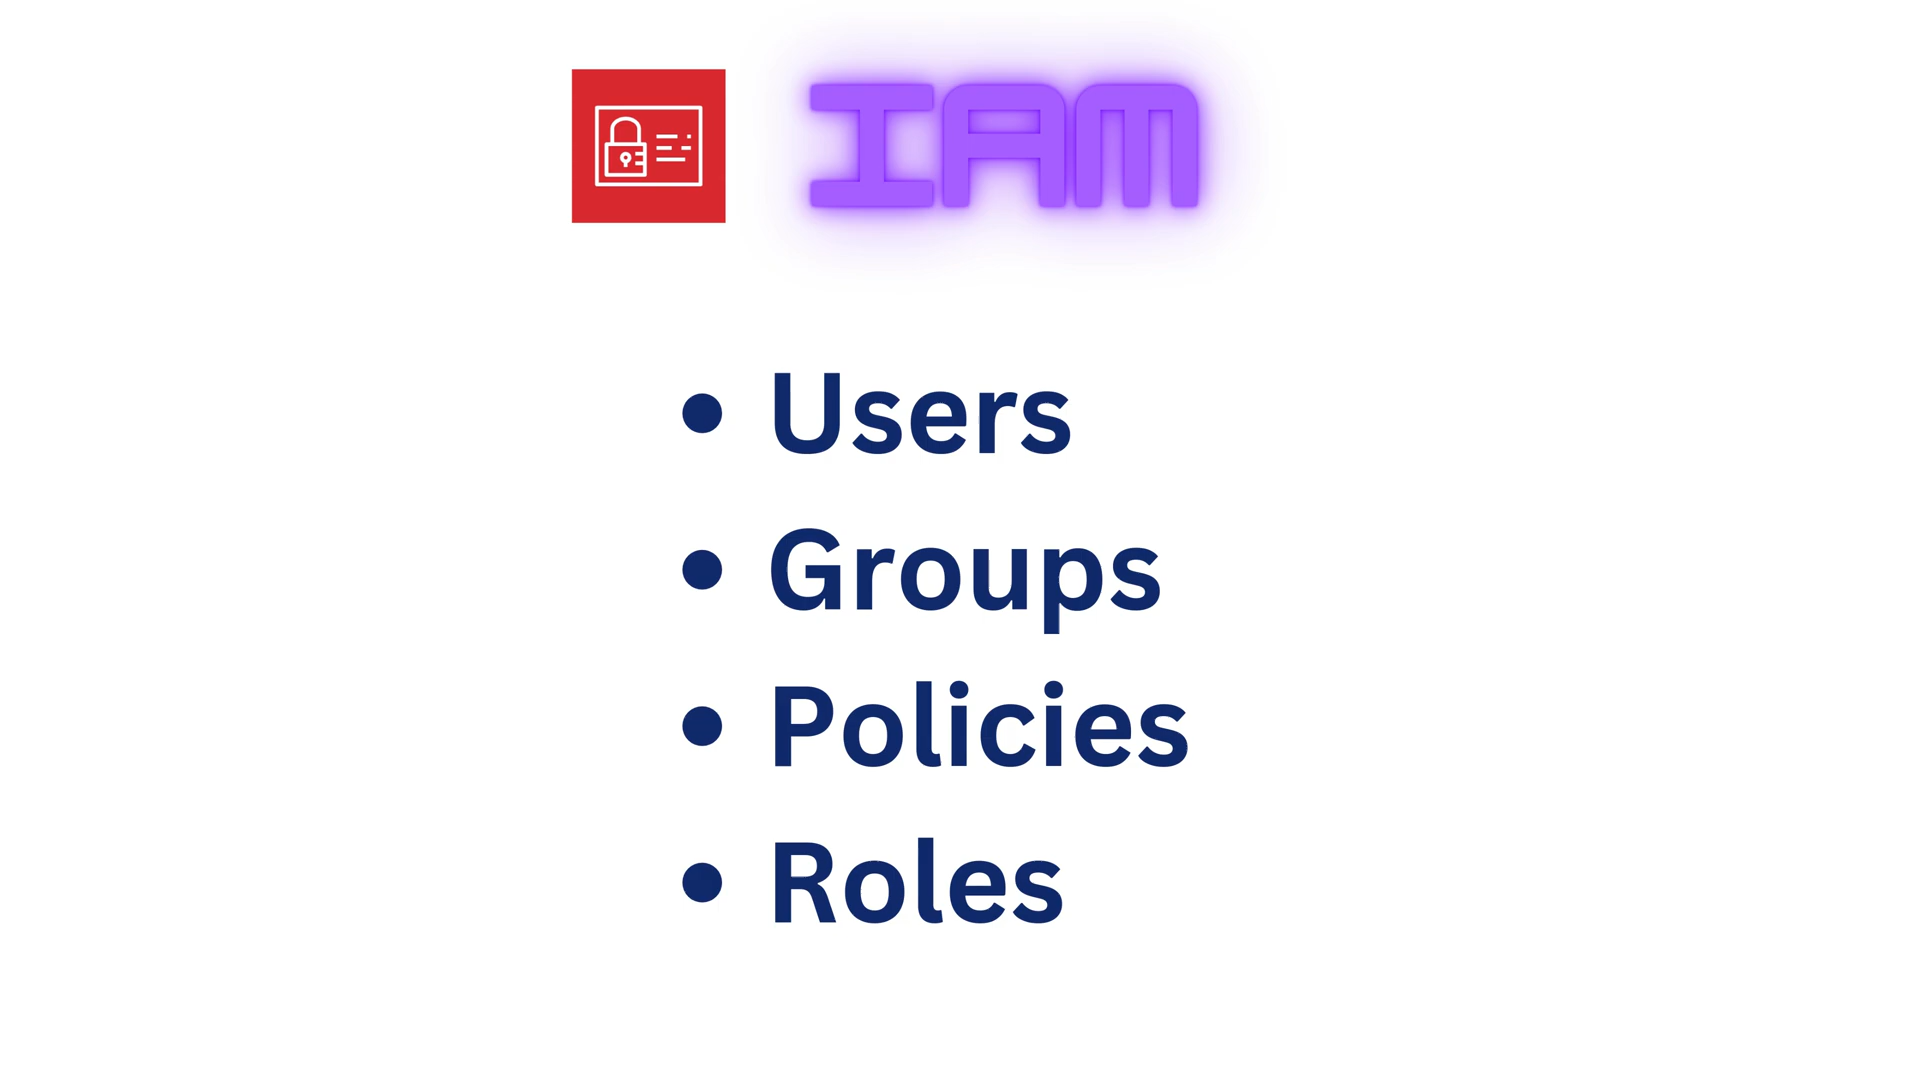 IAM
• Users
• Groups
• Policies
• Roles